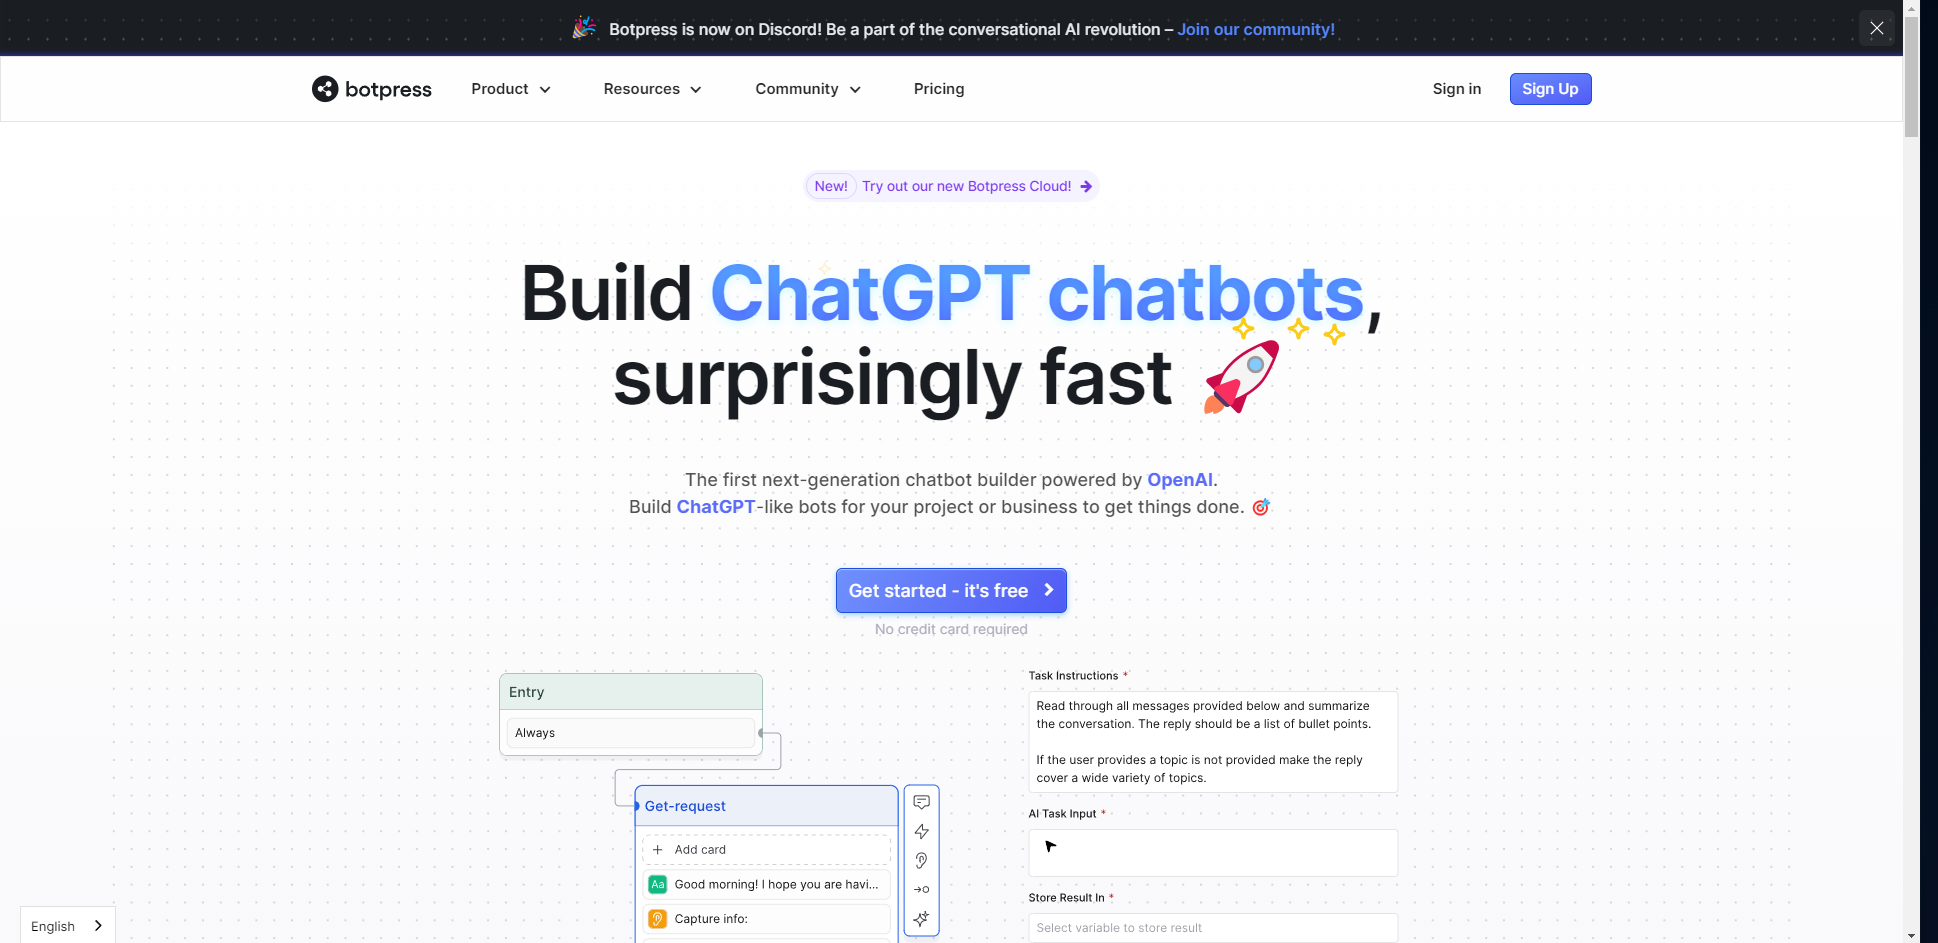 Botpress is now on Discord! Be a part of the conversational AI revolution – Join our community!
botpress Product Resources Community Pricing Sign in Sign Up
New! Try out our new Botpress Cloud!
Build ChatGPT chatbots,
surprisingly fast
The first next-generation chatbot builder powered by OpenAI.
Build ChatGPT-like bots for your project or business to get things done.
Get started - it's free
No credit card required
Entry
Always
Get-request
Add card
Aa Good morning! I hope you are havi...
Capture info:
Task Instructions *
Read through all messages provided below and summarize
the conversation. The reply should be a list of bullet points.
If the user provides a topic is not provided make the reply
cover a wide variety of topics.
AI Task Input *
Store Result In *
Select variable to store result
English